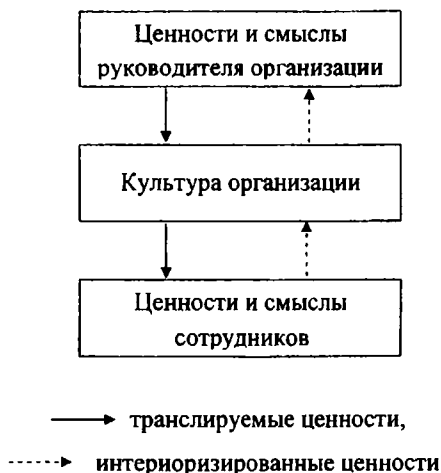 Ценности и смыслы
руководителя организации
Культура организации
Ценности и смыслы
сотрудников
транслируемые ценности,
интериоризированные ценности